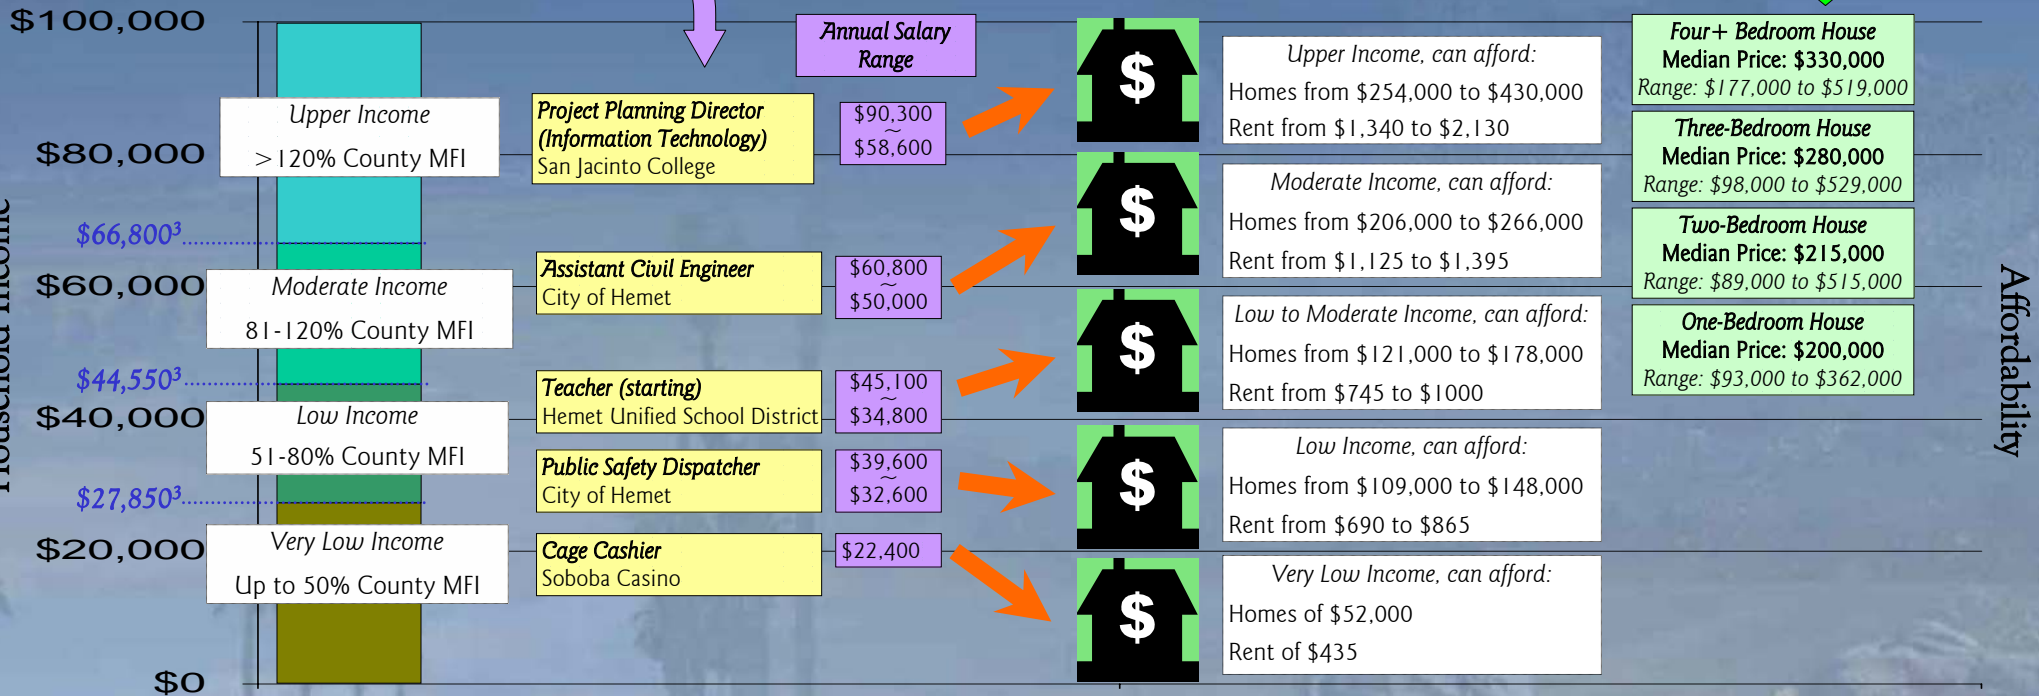 $100,000
$80,000
$60,000
$40,000
$20,000
$0
Household Income
$66,800³
$44,550³
$27,850³
Upper Income
>120% County MFI
Moderate Income
81-120% County MFI
Low Income
51-80% County MFI
Very Low Income
Up to 50% County MFI
Project Planning Director
(Information Technology)
San Jacinto College
Assistant Civil Engineer
City of Hemet
Teacher (starting)
Hemet Unified School District
Public Safety Dispatcher
City of Hemet
Cage Cashier
Soboba Casino
Annual Salary
Range
$90,300
~
$58,600
$60,800
~
$50,000
$45,100
~
$34,800
$39,600
~
$32,600
$22,400
$
Upper Income, can afford:
Homes from $254,000 to $430,000
Rent from $1,340 to $2,130
$
Moderate Income, can afford:
Homes from $206,000 to $266,000
Rent from $1,125 to $1,395
$
Low to Moderate Income, can afford:
Homes from $121,000 to $178,000
Rent from $745 to $1000
$
Low Income, can afford:
Homes from $109,000 to $148,000
Rent from $690 to $865
$
Very Low Income, can afford:
Homes of $52,000
Rent of $435
Four+ Bedroom House
Median Price: $330,000
Range: $177,000 to $519,000
Three-Bedroom House
Median Price: $280,000
Range: $98,000 to $529,000
Two-Bedroom House
Median Price: $215,000
Range: $89,000 to $515,000
One-Bedroom House
Median Price: $200,000
Range: $93,000 to $362,000
Affordability